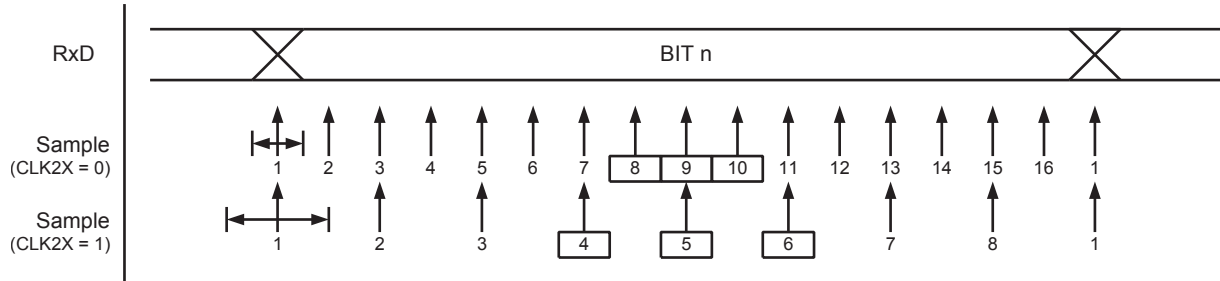 RxD BIT n
Sample
(CLK2X = 0)
1 2 3 4 5 6 7 8 9 10 11 12 13 14 15 16 1
Sample
(CLK2X = 1)
1 2 3 4 5 6 7 8 1